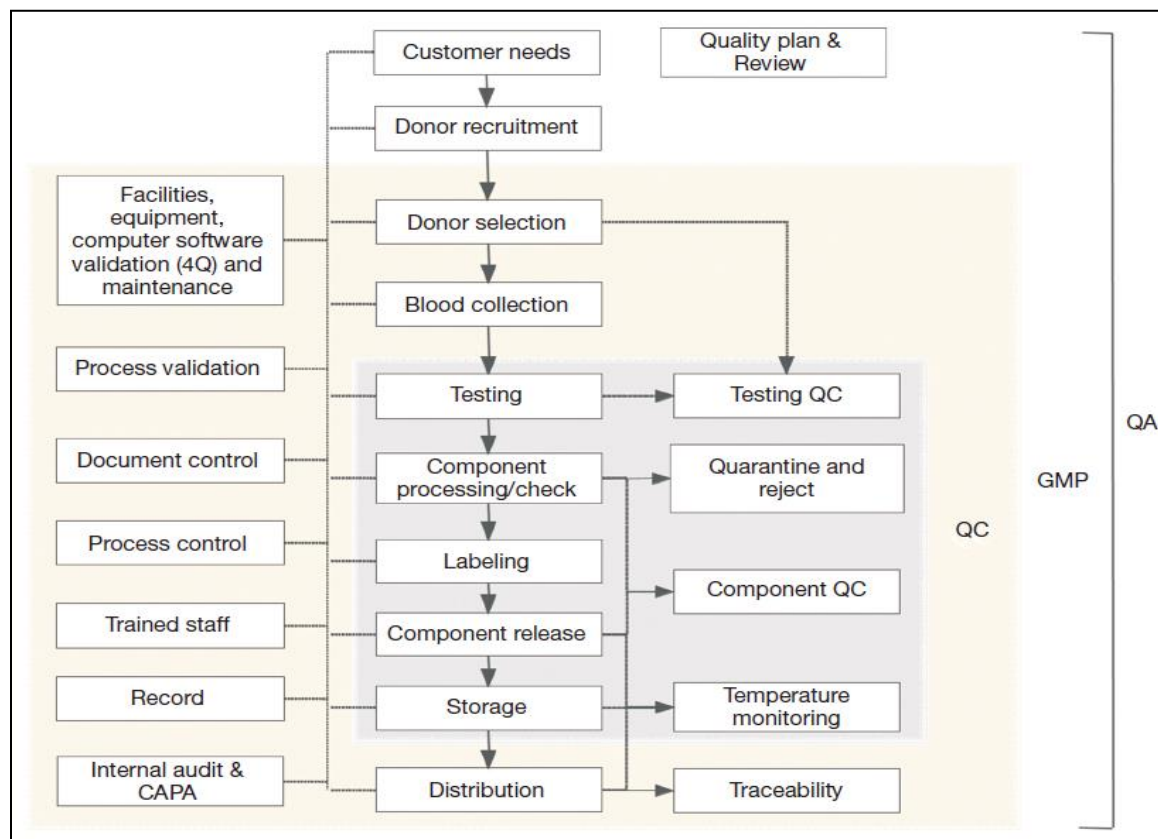 Customer needs
Quality plan &
Review
Donor recruitment
Facilities,
equipment,
computer software
validation (4Q) and
maintenance
Donor selection
Blood collection
Process validation
Testing
Testing QC
QA
Document control
Component
processing/check
Quarantine and
reject
GMP
Process control
Labeling
QC
Component QC
Trained staff
Component release
Record
Storage
Temperature
monitoring
Internal audit &
CAPA
Distribution
Traceability